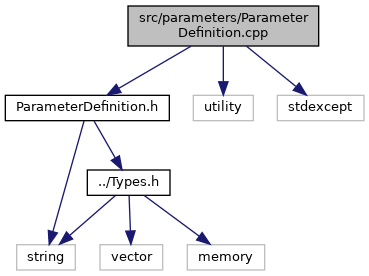 src/parameters/Parameter
Definition.cpp
ParameterDefinition.h
utility
stdexcept
../Types.h
string
vector
memory